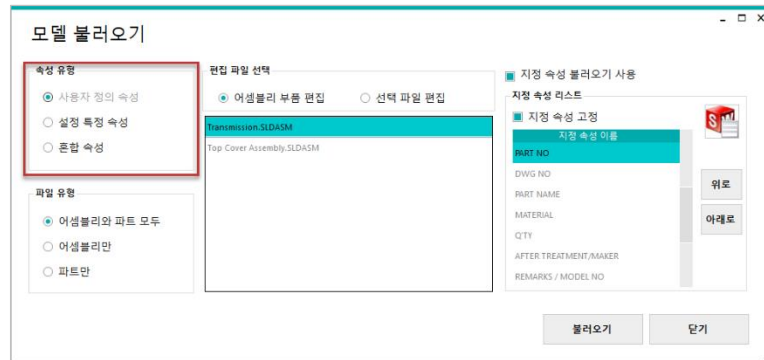 모델 불러오기
속성 유형
사용자 정의 속성
설정 특정 속성
혼합 속성
파일 유형
어셈블리와 파트 모두
어셈블리만
파트만
편집 파일 선택
어셈블리 부품 편집
선택 파일 편집
Transmission.SLDASM
Top Cover Assembly.SLDASM
지정 속성 불러오기 사용
지정 속성 리스트
지정 속성 고정
지정 속성 이름
PART NO
DWG NO
PART NAME
MATERIAL
Q'TY
AFTER TREATMENT/MAKER
REMARKS / MODEL NO
SW
위로
아래로
불러오기
닫기